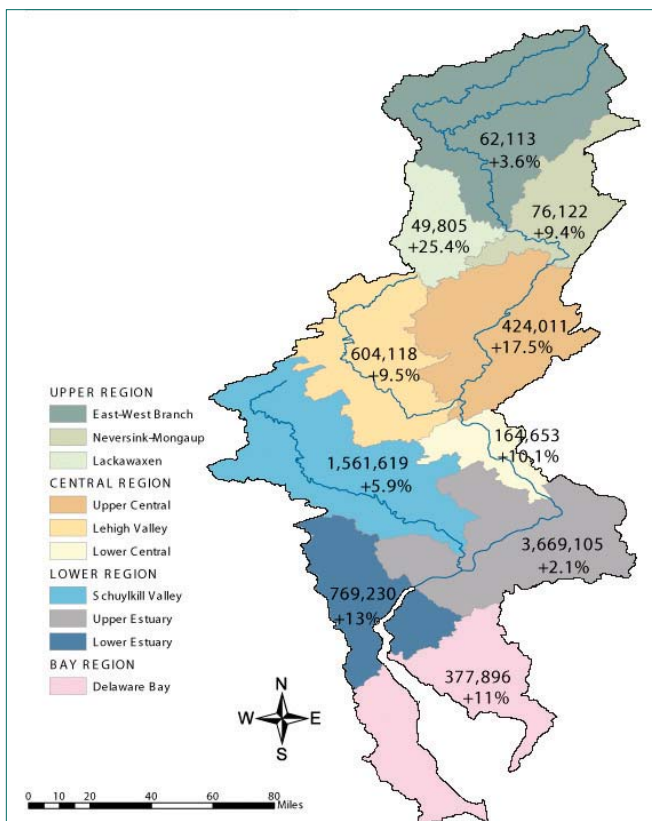 62,113
+3.6%
76,122
+9.4%
49,805
+25.4%
424,011
+17.5%
604,118
+9.5%
164,653
+10.1%
1,561,619
+5.9%
3,669,105
+2.1%
769,230
+13%
377,896
+11%
UPPER REGION
East-West Branch
Neversink-Mongaup
Lackawaxen
CENTRAL REGION
Upper Central
Lehigh Valley
Lower Central
LOWER REGION
Schuylkill Valley
Upper Estuary
Lower Estuary
BAY REGION
Delaware Bay
N
W E
S
0 10 20 40 60 80
Miles